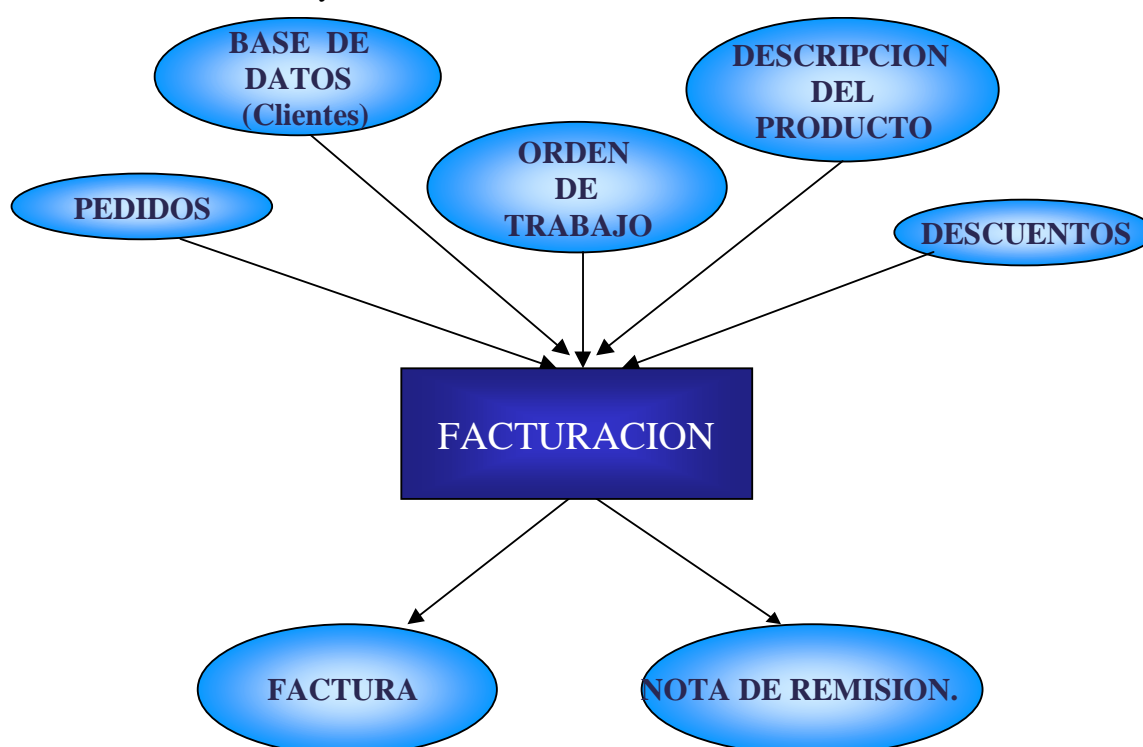 BASE DE
DATOS
(Clientes)
DESCRIPCION
DEL
PRODUCTO
ORDEN
DE
TRABAJO
PEDIDOS
DESCUENTOS
FACTURACION
FACTURA
NOTA DE REMISION.